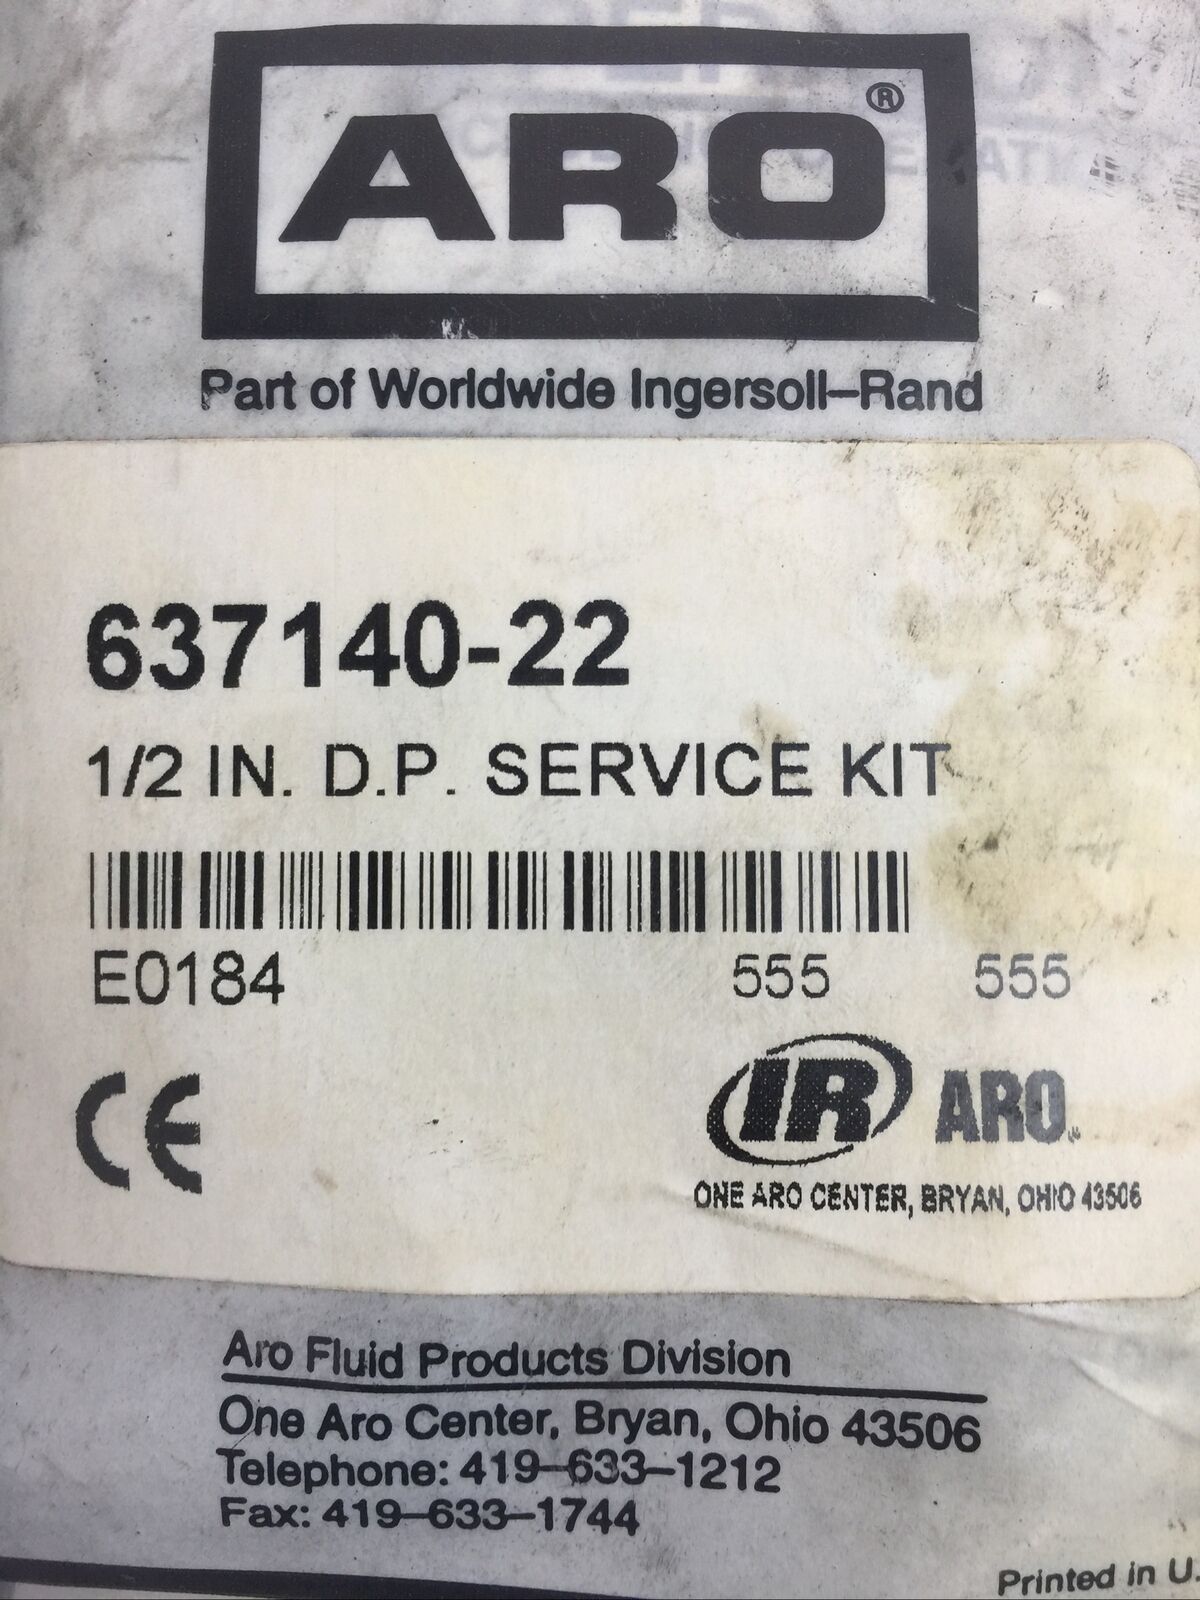 ARO®
Part of Worldwide Ingersoll–Rand
637140-22
1/2 IN. D.P. SERVICE KIT
E0184 555 555
CE
IR ARO
ONE ARO CENTER, BRYAN, OHIO 43506
Aro Fluid Products Division
One Aro Center, Bryan, Ohio 43506
Telephone: 419–633–1212
Fax: 419–633–1744
Printed in U.